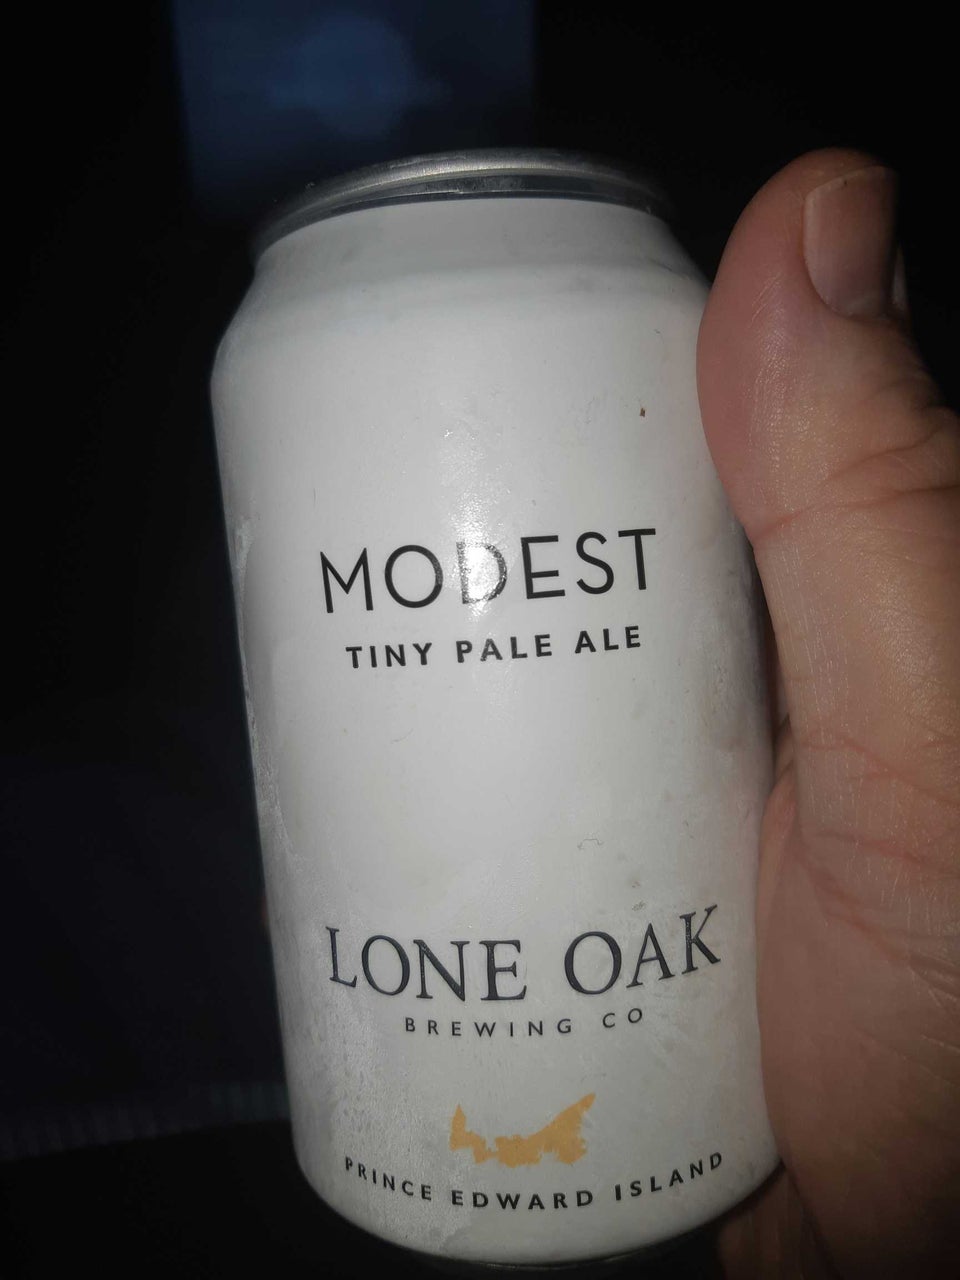 MODEST
TINY PALE ALE
LONE OAK
BREWING CO
PRINCE EDWARD ISLAND